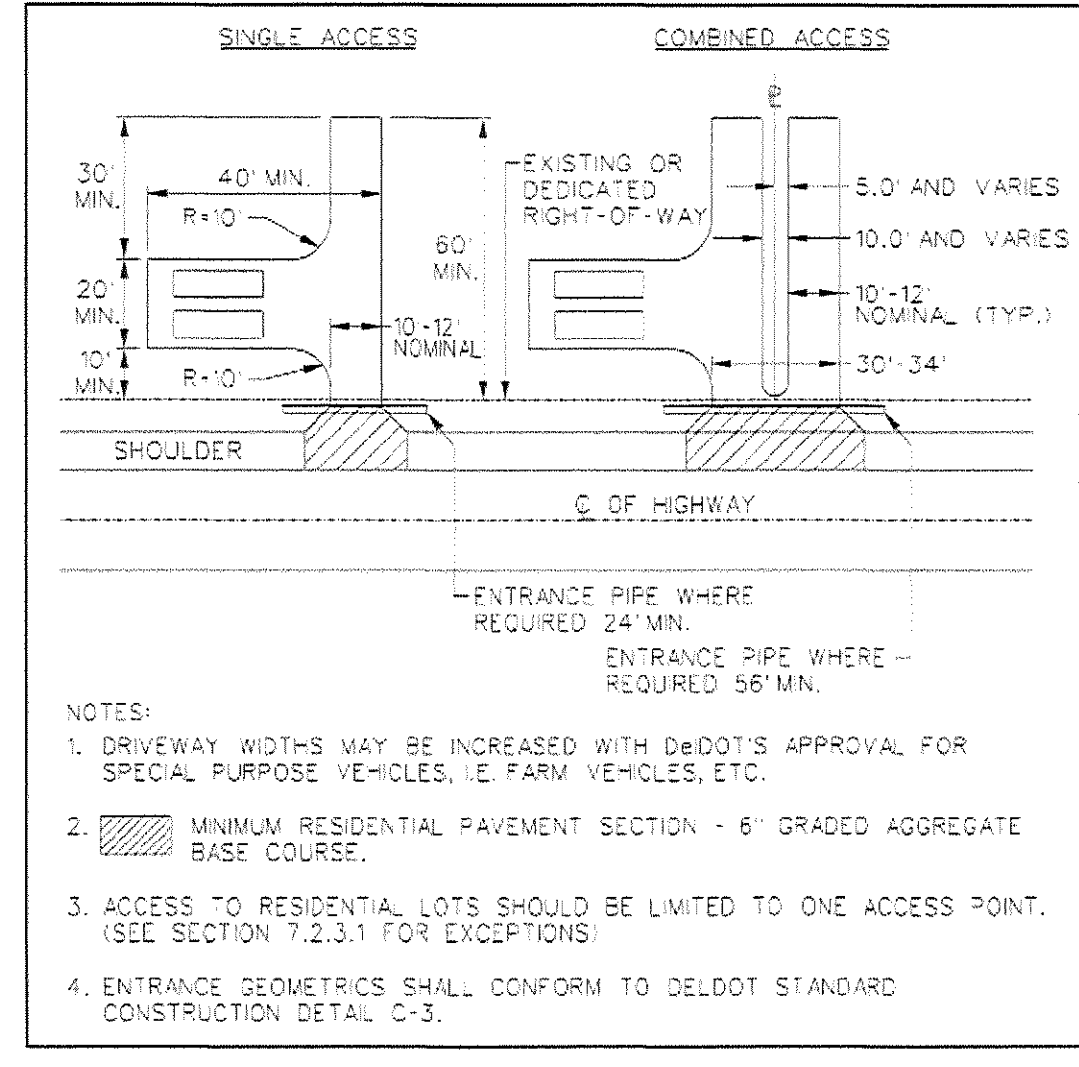 SINGLE ACCESS
COMBINED ACCESS
30'
MIN.
40' MIN.
R=10'
20'
MIN.
10'
MIN.
R=10'
10'-12'
NOMINAL
60'
MIN.
EXISTING OR
DEDICATED
RIGHT-OF-WAY
5.0' AND VARIES
10.0' AND VARIES
10'-12'
NOMINAL (TYP.)
30'-34'
SHOULDER
℄ OF HIGHWAY
ENTRANCE PIPE WHERE
REQUIRED 24' MIN.
ENTRANCE PIPE WHERE
REQUIRED 56' MIN.
NOTES:
1. DRIVEWAY WIDTHS MAY BE INCREASED WITH DelDOT'S APPROVAL FOR
SPECIAL PURPOSE VEHICLES, I.E. FARM VEHICLES, ETC.
2. MINIMUM RESIDENTIAL PAVEMENT SECTION - 6" GRADED AGGREGATE
BASE COURSE.
3. ACCESS TO RESIDENTIAL LOTS SHOULD BE LIMITED TO ONE ACCESS POINT.
(SEE SECTION 7.2.3.1 FOR EXCEPTIONS)
4. ENTRANCE GEOMETRICS SHALL CONFORM TO DELDOT STANDARD
CONSTRUCTION DETAIL C-3.